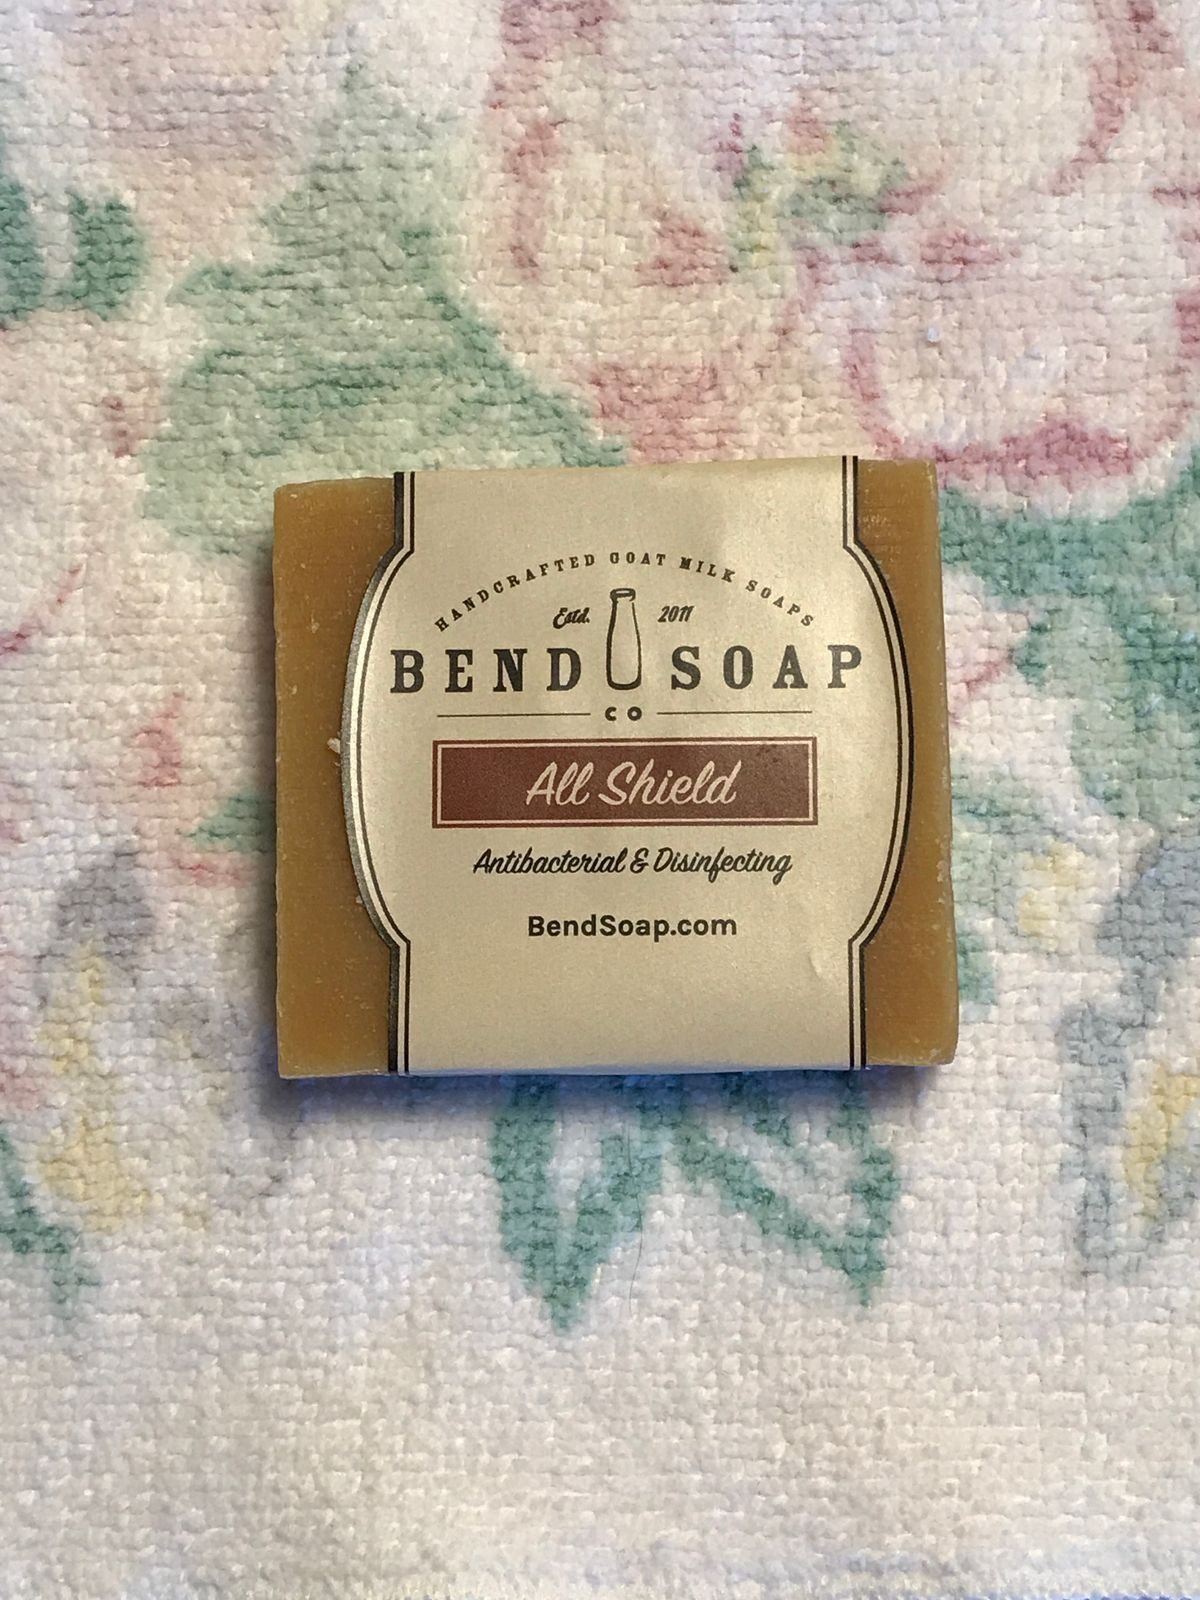 HANDCRAFTED GOAT MILK SOAPS
Estd. 2011
BEND SOAP
CO
All Shield
Antibacterial & Disinfecting
BendSoap.com